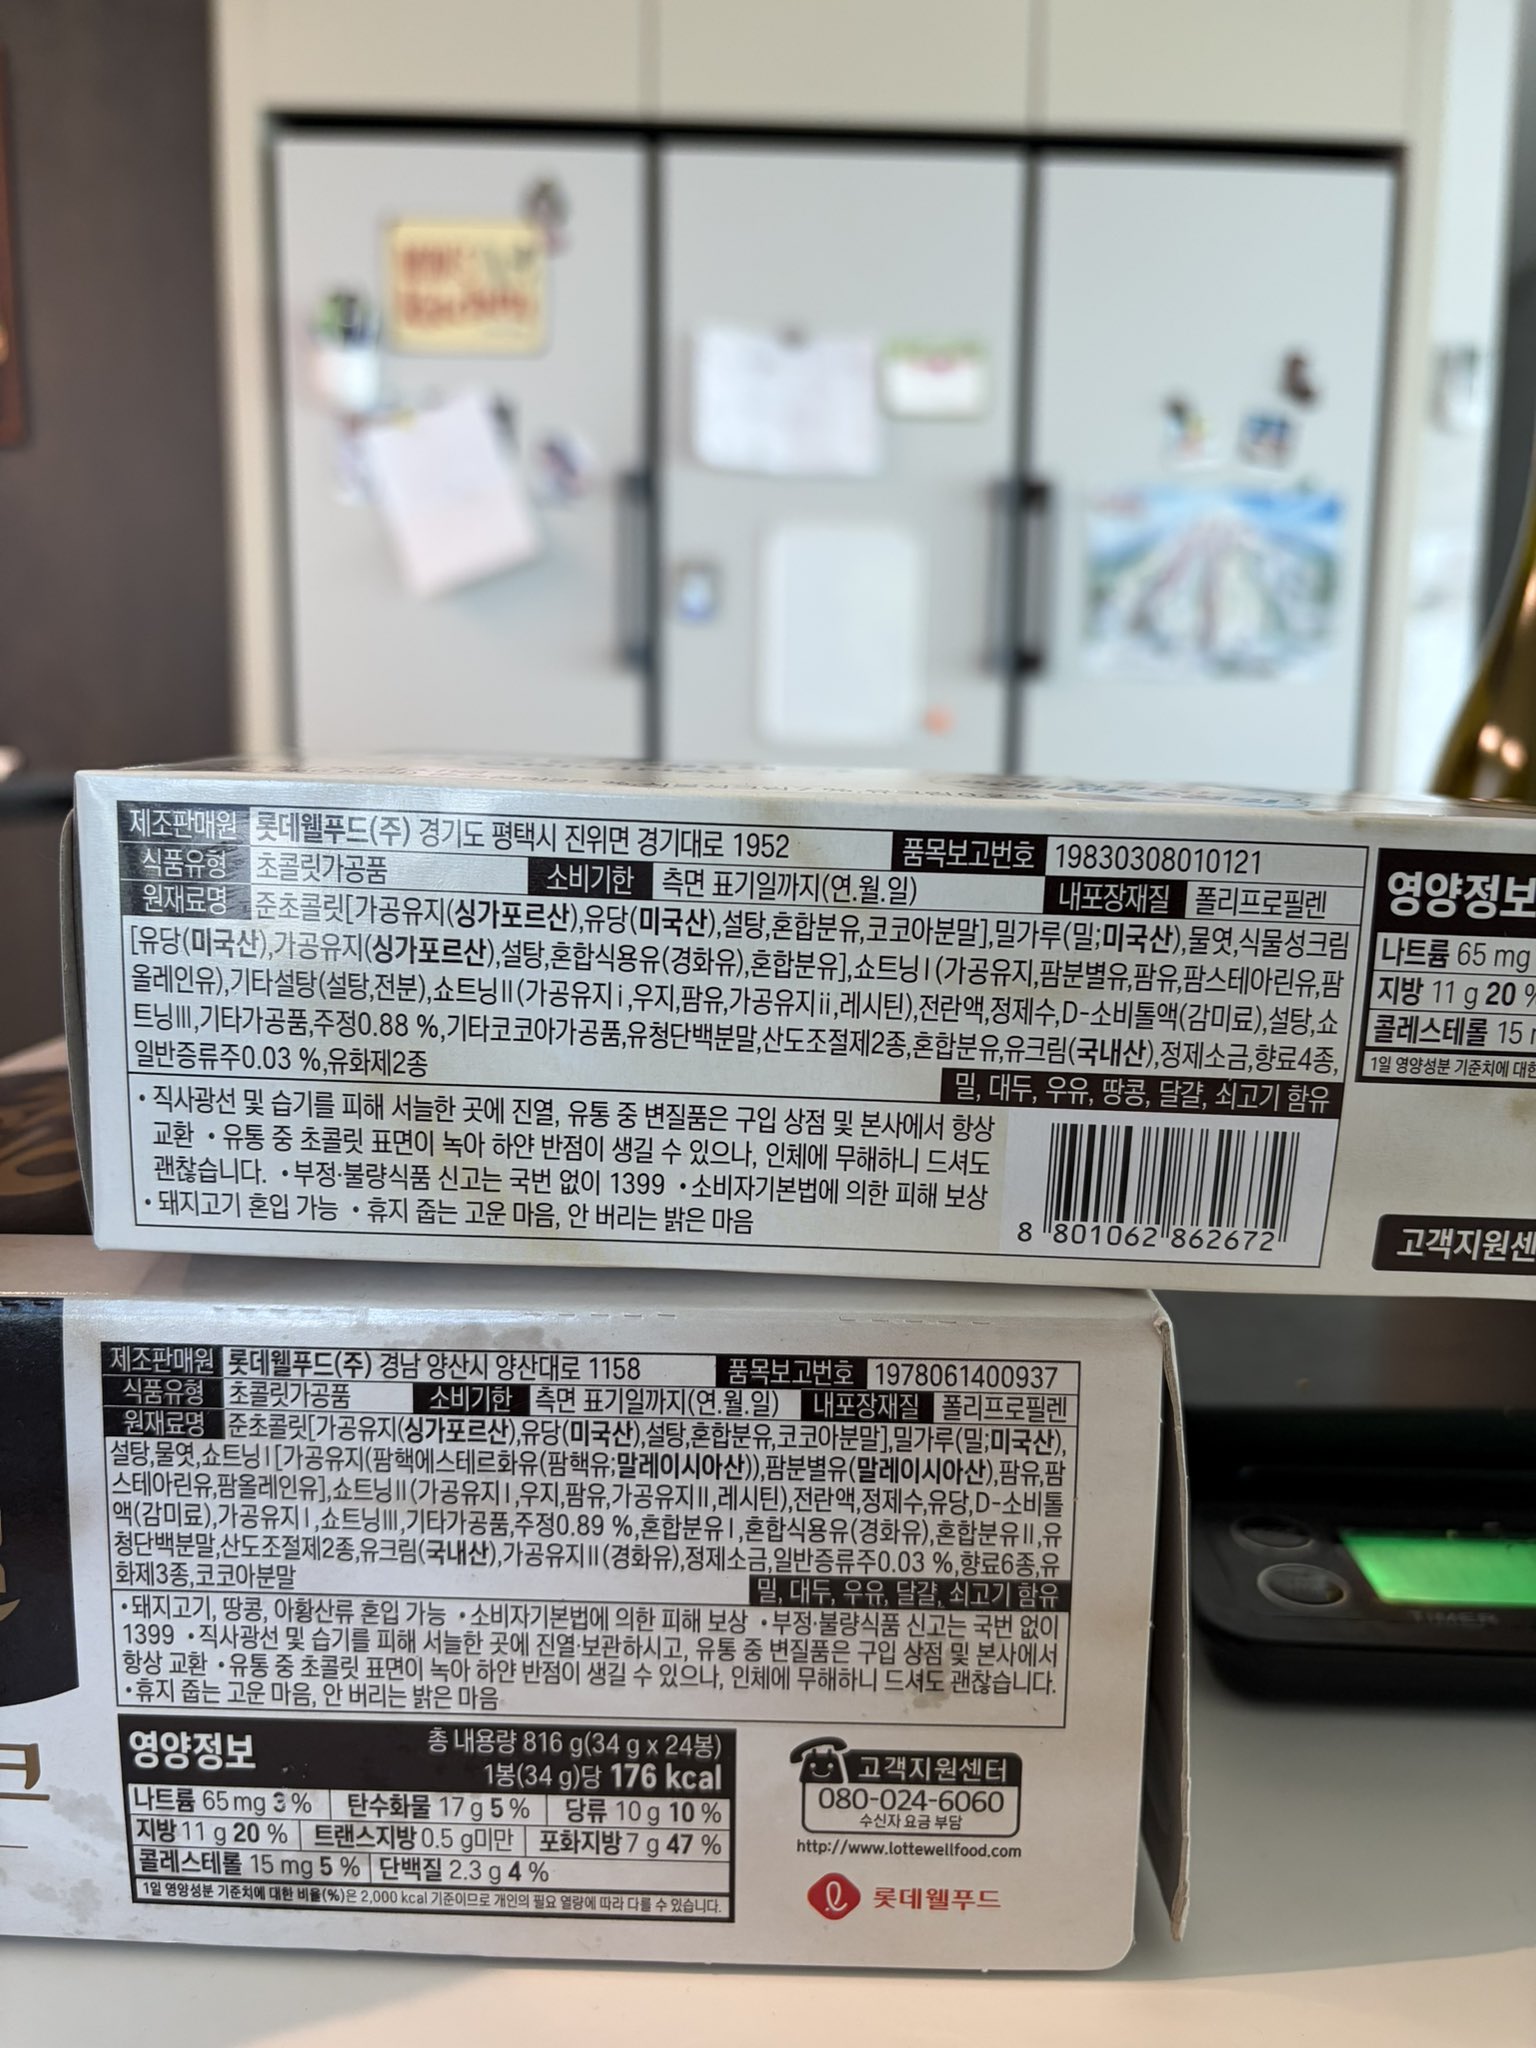 제조판매원 롯데웰푸드(주) 경기도 평택시 진위면 경기대로 1952 품목보고번호 19830308010121
식품유형 초콜릿가공품 소비기한 측면 표기일까지(연.월.일) 내포장재질 폴리프로필렌
원재료명 준초콜릿[가공유지(싱가포르산),유당(미국산),설탕,혼합분유,코코아분말],밀가루(밀;미국산),물엿,식물성크림
[유당(미국산),가공유지(싱가포르산),설탕,혼합식용유(경화유),혼합분유],쇼트닝I(가공유지,팜분별유,팜유,팜스테아린유,팜
올레인유),기타설탕(설탕,전분),쇼트닝II(가공유지i,우지,팜유,가공유지ii,레시틴),전란액,정제수,D-소비톨액(감미료),설탕,쇼
트닝III,기타가공품,주정0.88 %,기타코코아가공품,유청단백분말,산도조절제2종,혼합분유,유크림(국내산),정제소금,향료4종,
일반증류주0.03 %,유화제2종
밀, 대두, 우유, 땅콩, 달걀, 쇠고기 함유
• 직사광선 및 습기를 피해 서늘한 곳에 진열, 유통 중 변질품은 구입 상점 및 본사에서 항상
교환 • 유통 중 초콜릿 표면이 녹아 하얀 반점이 생길 수 있으나, 인체에 무해하니 드셔도
괜찮습니다. • 부정·불량식품 신고는 국번 없이 1399 • 소비자기본법에 의한 피해 보상
• 돼지고기 혼입 가능 • 휴지 줍는 고운 마음, 안 버리는 밝은 마음
8 801062 862672
영양정보
나트륨 65 mg
지방 11 g 20 %
콜레스테롤 15
1일 영양성분 기준치에 대한
고객지원센
제조판매원 롯데웰푸드(주) 경남 양산시 양산대로 1158 품목보고번호 1978061400937
식품유형 초콜릿가공품 소비기한 측면 표기일까지(연.월.일) 내포장재질 폴리프로필렌
원재료명 준초콜릿[가공유지(싱가포르산),유당(미국산),설탕,혼합분유,코코아분말],밀가루(밀;미국산),
설탕,물엿,쇼트닝I[가공유지(팜핵에스테르화유(팜핵유;말레이시아산)),팜분별유(말레이시아산),팜유,팜
스테아린유,팜올레인유],쇼트닝II(가공유지I,우지,팜유,가공유지II,레시틴),전란액,정제수,유당,D-소비톨
액(감미료),가공유지I,쇼트닝III,기타가공품,주정0.89 %,혼합분유I,혼합식용유(경화유),혼합분유II,유
청단백분말,산도조절제2종,유크림(국내산),가공유지II(경화유),정제소금,일반증류주0.03 %,향료6종,유
화제3종,코코아분말
밀, 대두, 우유, 달걀, 쇠고기 함유
• 돼지고기, 땅콩, 아황산류 혼입 가능 • 소비자기본법에 의한 피해 보상 • 부정·불량식품 신고는 국번 없이
1399 • 직사광선 및 습기를 피해 서늘한 곳에 진열·보관하시고, 유통 중 변질품은 구입 상점 및 본사에서
항상 교환 • 유통 중 초콜릿 표면이 녹아 하얀 반점이 생길 수 있으나, 인체에 무해하니 드셔도 괜찮습니다.
• 휴지 줍는 고운 마음, 안 버리는 밝은 마음
영양정보 총 내용량 816 g(34 g x 24봉)
1봉(34 g)당 176 kcal
나트륨 65 mg 3 % 탄수화물 17 g 5 % 당류 10 g 10 %
지방 11 g 20 % 트랜스지방 0.5 g미만 포화지방 7 g 47 %
콜레스테롤 15 mg 5 % 단백질 2.3 g 4 %
1일 영양성분 기준치에 대한 비율(%)은 2,000 kcal 기준이므로 개인의 필요 열량에 따라 다를 수 있습니다.
고객지원센터
080-024-6060
수신자 요금 부담
http://www.lottewellfood.com
롯데웰푸드
TIMER